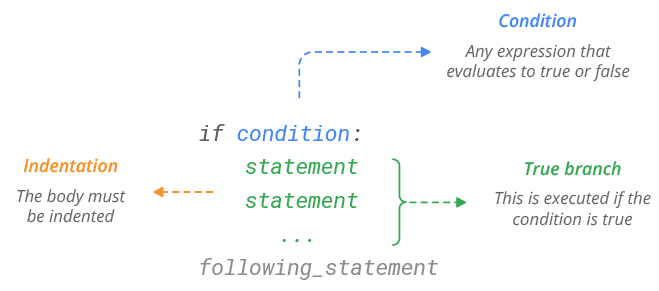 Condition
Any expression that
evaluates to true or false
if condition:
statement
statement
...
following_statement
Indentation
The body must
be indented
True branch
This is executed if the
condition is true